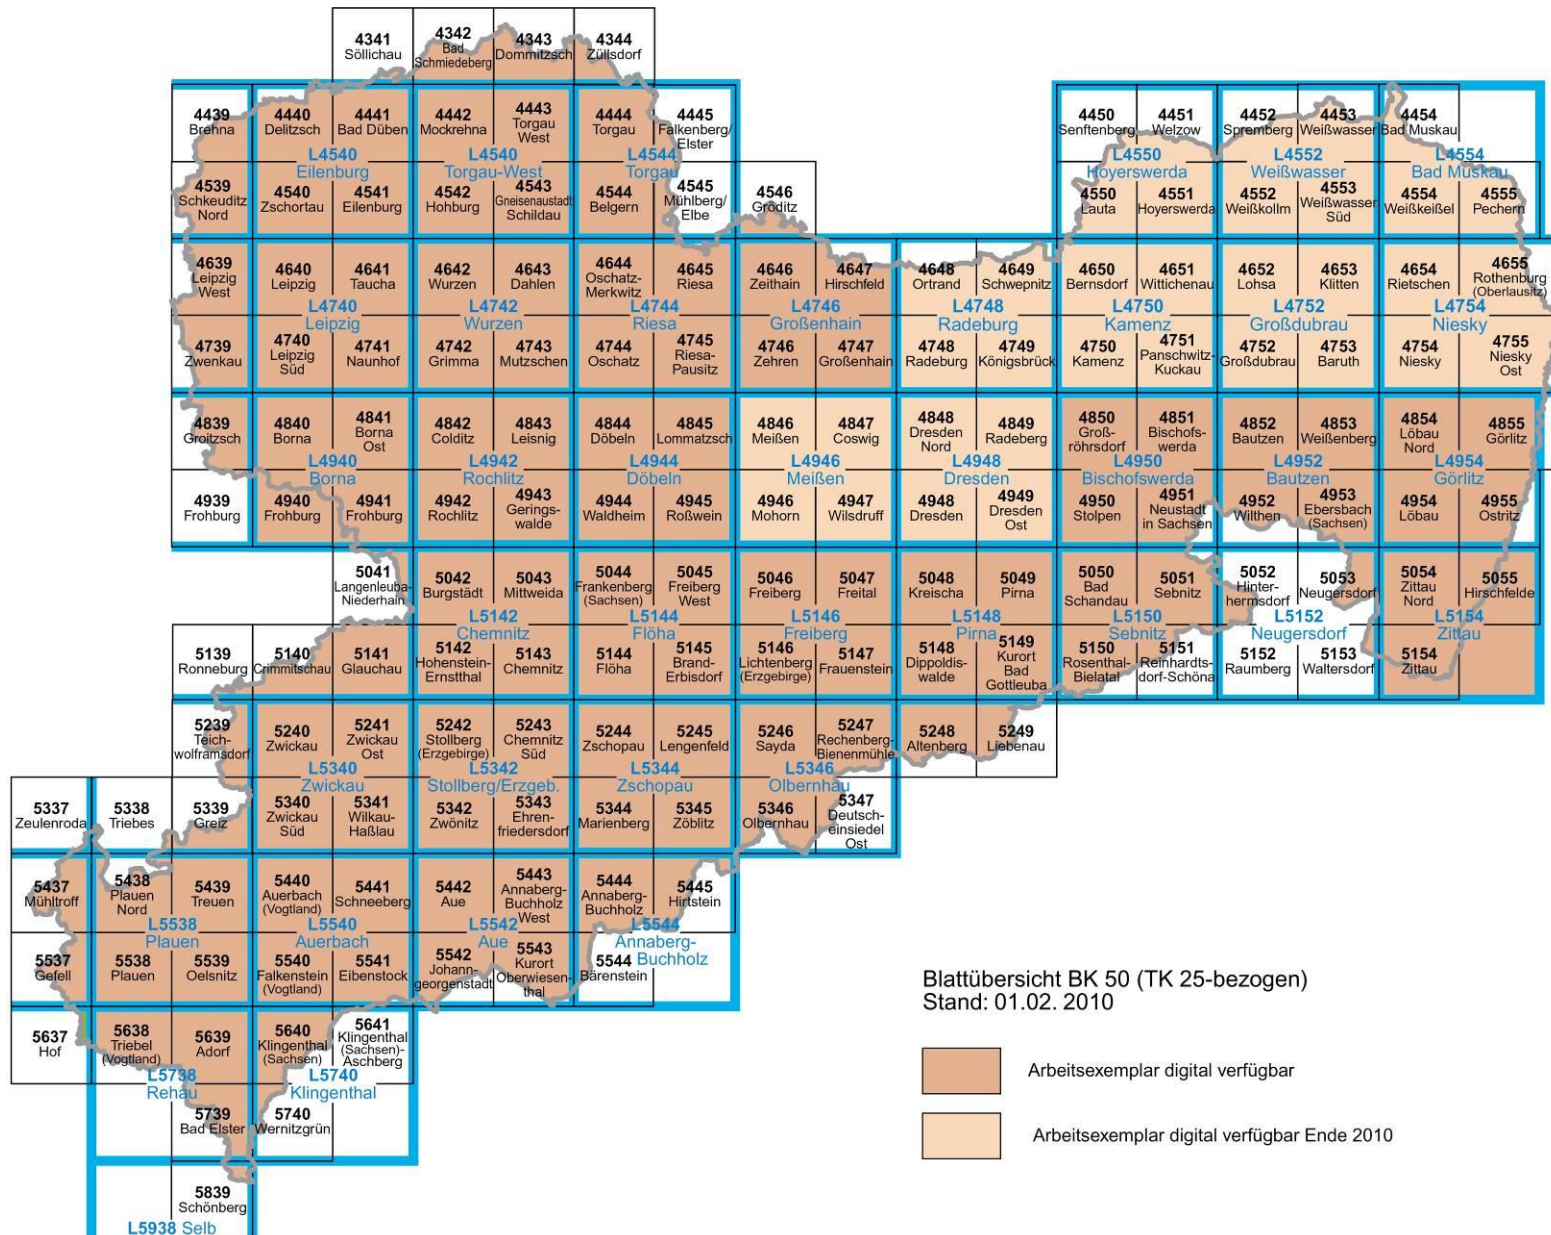 4341
Söllichau
4342
Bad
Schmiedeberg
4343
Dommitzsch
4344
Züllsdorf
4439
Brehna
4440
Delitzsch
4441
Bad Düben
4442
Mockrehna
4443
Torgau
West
4444
Torgau
4445
Falkenberg/
Elster
4450
Senftenberg
4451
Welzow
4452
Spremberg
4453
Weißwasser
4454
Bad Muskau
L4540
Eilenburg
L4540
Torgau-West
L4544
Torgau
L4550
Hoyerswerda
L4552
Weißwasser
L4554
Bad Muskau
4539
Schkeuditz
Nord
4540
Zschortau
4541
Eilenburg
4542
Hohburg
4543
Gneisenaustadt
Schildau
4544
Belgern
4545
Mühlberg/
Elbe
4546
Gröditz
4550
Lauta
4551
Hoyerswerda
4552
Weißkollm
4553
Weißwasser
Süd
4554
Weißkeißel
4555
Pechern
4639
Leipzig
West
4640
Leipzig
4641
Taucha
4642
Wurzen
4643
Dahlen
4644
Oschatz-
Merkwitz
4645
Riesa
4646
Zeithain
4647
Hirschfeld
4648
Ortrand
4649
Schwepnitz
4650
Bernsdorf
4651
Wittichenau
4652
Lohsa
4653
Klitten
4654
Rietschen
4655
Rothenburg
(Oberlausitz)
L4740
Leipzig
L4742
Wurzen
L4744
Riesa
L4746
Großenhain
L4748
Radeburg
L4750
Kamenz
L4752
Großdubrau
L4754
Niesky
4739
Zwenkau
4740
Leipzig
Süd
4741
Naunhof
4742
Grimma
4743
Mutzschen
4744
Oschatz
4745
Riesa-
Pausitz
4746
Zehren
4747
Großenhain
4748
Radeburg
4749
Königsbrück
4750
Kamenz
4751
Panschwitz-
Kuckau
4752
Großdubrau
4753
Baruth
4754
Niesky
4755
Niesky
Ost
4839
Groitzsch
4840
Borna
4841
Borna
Ost
4842
Colditz
4843
Leisnig
4844
Döbeln
4845
Lommatzsch
4846
Meißen
4847
Coswig
4848
Dresden
Nord
4849
Radeberg
4850
Groß-
röhrsdorf
4851
Bischofs-
werda
4852
Bautzen
4853
Weißenberg
4854
Löbau
Nord
4855
Görlitz
L4940
Borna
L4942
Rochlitz
L4944
Döbeln
L4946
Meißen
L4948
Dresden
L4950
Bischofswerda
L4952
Bautzen
L4954
Görlitz
4939
Frohburg
4940
Frohburg
4941
Frohburg
4942
Rochlitz
4943
Gerings-
walde
4944
Waldheim
4945
Roßwein
4946
Mohorn
4947
Wilsdruff
4948
Dresden
4949
Dresden
Ost
4950
Stolpen
4951
Neustadt
in Sachsen
4952
Wilthen
4953
Ebersbach
(Sachsen)
4954
Löbau
4955
Ostritz
5041
Langenleuba-
Niederhain
5042
Burgstädt
5043
Mittweida
5044
Frankenberg
(Sachsen)
5045
Freiberg
West
5046
Freiberg
5047
Freital
5048
Kreischa
5049
Pirna
5050
Bad
Schandau
5051
Sebnitz
5052
Hinter-
hermsdorf
5053
Neugersdorf
5054
Zittau
Nord
5055
Hirschfelde
L5142
Chemnitz
L5144
Flöha
L5146
Freiberg
L5148
Pirna
L5150
Sebnitz
L5152
Neugersdorf
L5154
Zittau
5139
Ronneburg
5140
Crimmitschau
5141
Glauchau
5142
Hohenstein-
Ernstthal
5143
Chemnitz
5144
Flöha
5145
Brand-
Erbisdorf
5146
Lichtenberg
(Erzgebirge)
5147
Frauenstein
5148
Dippoldis-
walde
5149
Kurort
Bad
Gottleuba
5150
Rosenthal-
Bielatal
5151
Reinhardts-
dorf-Schöna
5152
Raumberg
5153
Waltersdorf
5154
Zittau
5239
Teich-
wolframsdorf
5240
Zwickau
5241
Zwickau
Ost
5242
Stollberg
(Erzgebirge)
5243
Chemnitz
Süd
5244
Zschopau
5245
Lengenfeld
5246
Sayda
5247
Rechenberg-
Bienenmühle
5248
Altenberg
5249
Liebenau
L5340
Zwickau
L5342
Stollberg/Erzgeb.
L5344
Zschopau
L5346
Olbernhau
5337
Zeulenroda
5338
Triebes
5339
Greiz
5340
Zwickau
Süd
5341
Wilkau-
Haßlau
5342
Zwönitz
5343
Ehren-
friedersdorf
5344
Marienberg
5345
Zöblitz
5346
Olbernhau
5347
Deutsch-
einsiedel
Ost
5437
Mühltroff
5438
Plauen
Nord
5439
Treuen
5440
Auerbach
(Vogtland)
5441
Schneeberg
5442
Aue
5443
Annaberg-
Buchholz
West
5444
Annaberg-
Buchholz
5445
Hirtstein
L5538
Plauen
L5540
Auerbach
L5542
Aue
L5544
Annaberg-
Buchholz
5537
Gefell
5538
Plauen
5539
Oelsnitz
5540
Falkenstein
(Vogtland)
5541
Eibenstock
5542
Johann-
georgenstadt
5543
Kurort
Oberwiesen-
thal
5544
Bärenstein
5637
Hof
5638
Triebel
(Vogtland)
5639
Adorf
5640
Klingenthal
(Sachsen)
5641
Klingenthal
(Sachsen)-
Aschberg
L5738
Rehau
L5740
Klingenthal
5739
Bad Elster
5740
Wernitzgrün
5839
Schönberg
L5938 Selb
Blattübersicht BK 50 (TK 25-bezogen)
Stand: 01.02. 2010
Arbeitsexemplar digital verfügbar
Arbeitsexemplar digital verfügbar Ende 2010